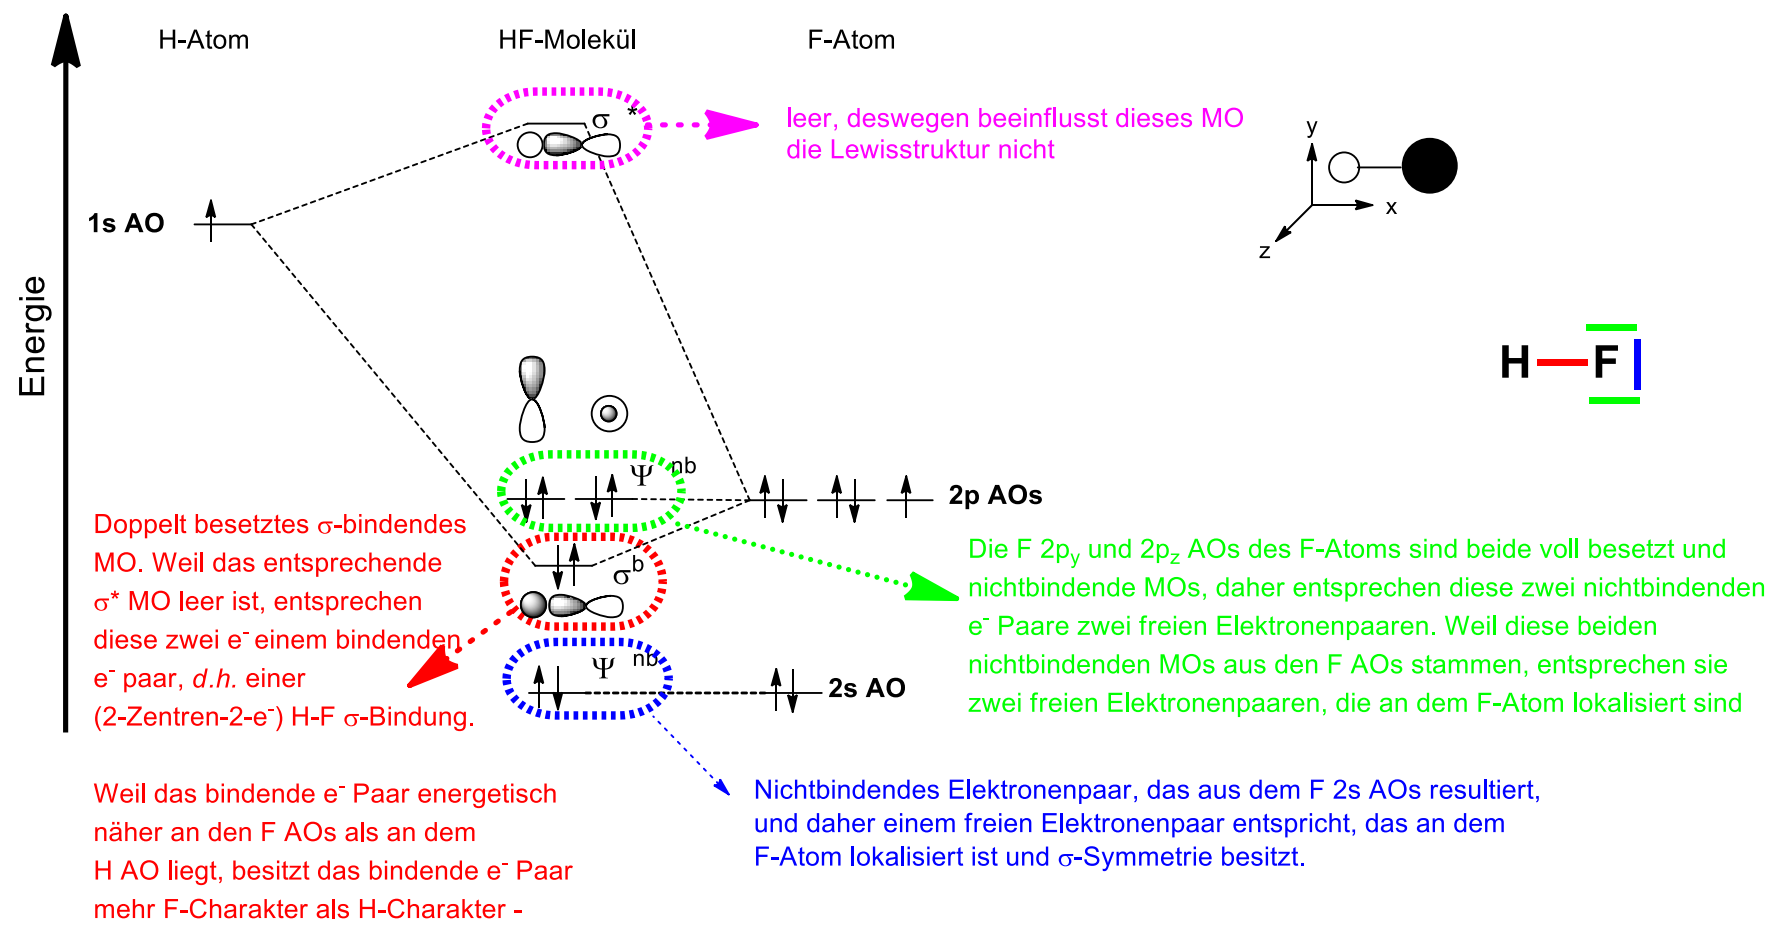 H-Atom
HF-Molekül
F-Atom
σ *
leer, deswegen beeinflusst dieses MO
die Lewisstruktur nicht
y
x
z
1s AO
Energie
H F
Ψ nb
2p AOs
Doppelt besetztes σ-bindendes
MO. Weil das entsprechende
σ* MO leer ist, entsprechen
diese zwei e⁻ einem bindenden
e⁻ paar, d.h. einer
(2-Zentren-2-e⁻) H-F σ-Bindung.
σb
Die F 2py und 2pz AOs des F-Atoms sind beide voll besetzt und
nichtbindende MOs, daher entsprechen diese zwei nichtbindenden
e⁻ Paare zwei freien Elektronenpaaren. Weil diese beiden
nichtbindenden MOs aus den F AOs stammen, entsprechen sie
zwei freien Elektronenpaaren, die an dem F-Atom lokalisiert sind
Ψ nb
2s AO
Weil das bindende e⁻ Paar energetisch
näher an den F AOs als an dem
H AO liegt, besitzt das bindende e⁻ Paar
mehr F-Charakter als H-Charakter -
Nichtbindendes Elektronenpaar, das aus dem F 2s AOs resultiert,
und daher einem freien Elektronenpaar entspricht, das an dem
F-Atom lokalisiert ist und σ-Symmetrie besitzt.